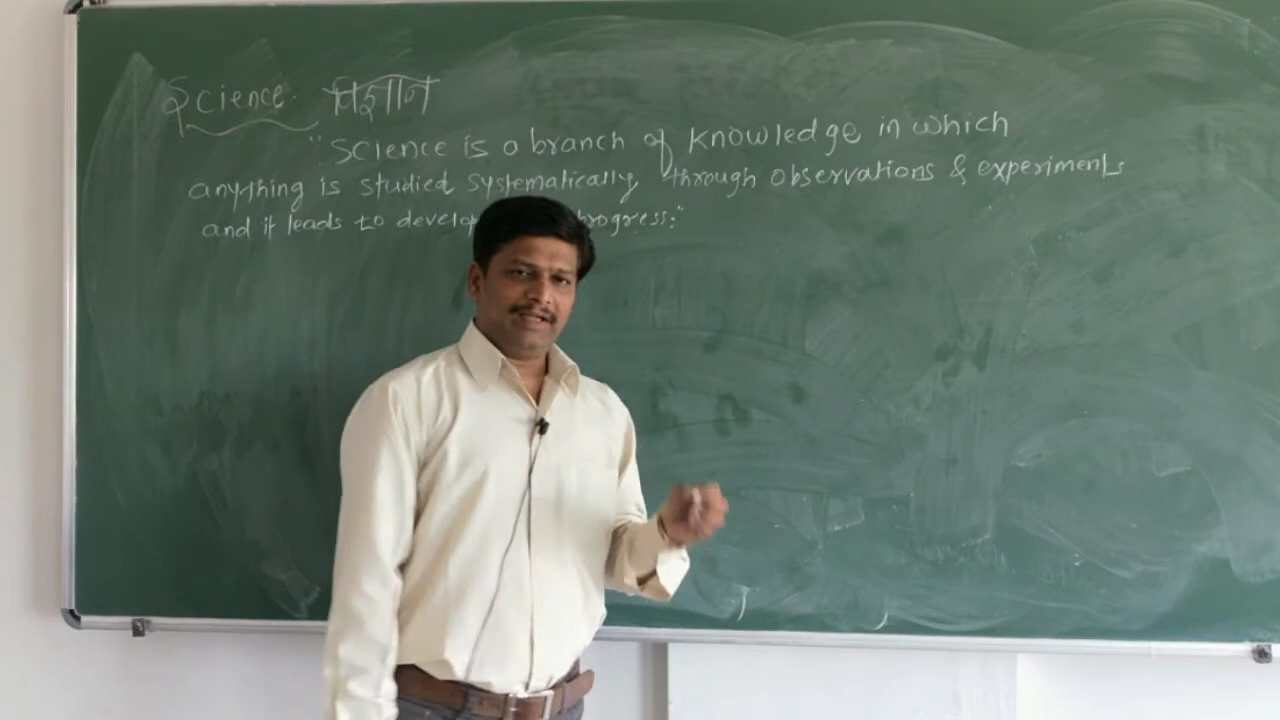 Science. विज्ञान
"Science is a branch of knowledge in which
anything is studied systematically, through observations & experiments
and it leads to progress."